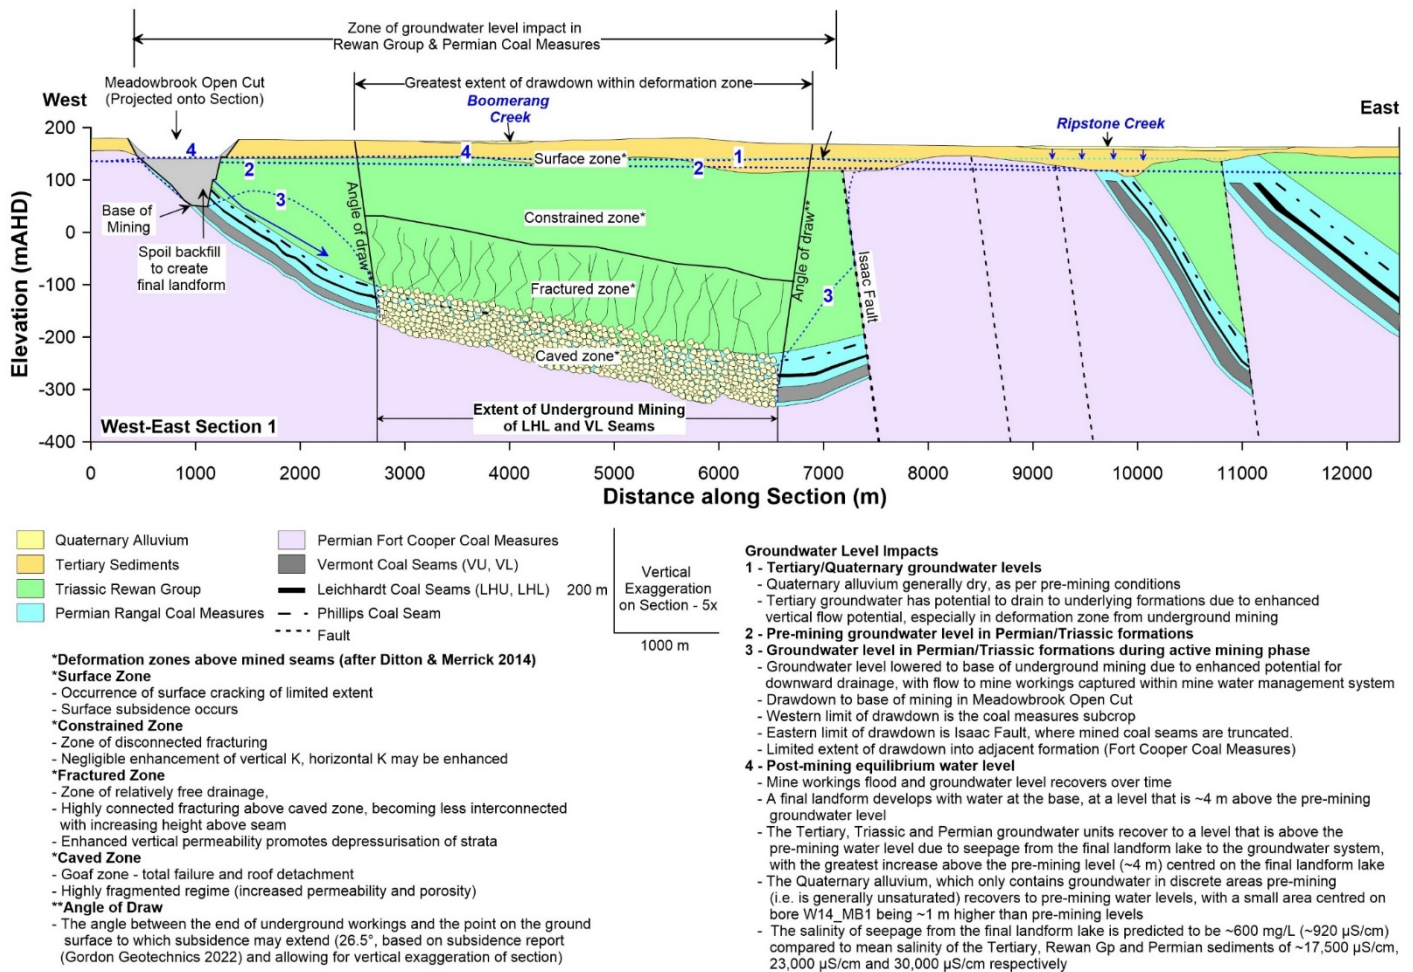 Zone of groundwater level impact in
Rewan Group & Permian Coal Measures
Meadowbrook Open Cut
(Projected onto Section)
Greatest extent of drawdown within deformation zone
West
Boomerang
Creek
Ripstone Creek
East
200
100
0
-100
-200
-300
-400
Elevation (mAHD)
4
2
3
4
Surface zone*
1
2
Angle of draw**
Constrained zone*
Angle of draw**
Base of
Mining
Spoil backfill
to create
final landform
Fractured zone*
3
Isaac Fault
Caved zone*
Extent of Underground Mining
of LHL and VL Seams
West-East Section 1
0 1000 2000 3000 4000 5000 6000 7000 8000 9000 10000 11000 12000
Distance along Section (m)
Quaternary Alluvium
Tertiary Sediments
Triassic Rewan Group
Permian Rangal Coal Measures
Permian Fort Cooper Coal Measures
Vermont Coal Seams (VU, VL)
Leichhardt Coal Seams (LHU, LHL)
Phillips Coal Seam
Fault
200 m
Vertical
Exaggeration
on Section - 5x
1000 m
*Deformation zones above mined seams (after Ditton & Merrick 2014)
*Surface Zone
- Occurrence of surface cracking of limited extent
- Surface subsidence occurs
*Constrained Zone
- Zone of disconnected fracturing
- Negligible enhancement of vertical K, horizontal K may be enhanced
*Fractured Zone
- Zone of relatively free drainage,
- Highly connected fracturing above caved zone, becoming less interconnected
with increasing height above seam
- Enhanced vertical permeability promotes depressurisation of strata
*Caved Zone
- Goaf zone - total failure and roof detachment
- Highly fragmented regime (increased permeability and porosity)
**Angle of Draw
- The angle between the end of underground workings and the point on the ground
surface to which subsidence may extend (26.5°, based on subsidence report
(Gordon Geotechnics 2022) and allowing for vertical exaggeration of section)
Groundwater Level Impacts
1 - Tertiary/Quaternary groundwater levels
- Quaternary alluvium generally dry, as per pre-mining conditions
- Tertiary groundwater has potential to drain to underlying formations due to enhanced
vertical flow potential, especially in deformation zone from underground mining
2 - Pre-mining groundwater level in Permian/Triassic formations
3 - Groundwater level in Permian/Triassic formations during active mining phase
- Groundwater level lowered to base of underground mining due to enhanced potential for
downward drainage, with flow to mine workings captured within mine water management system
- Drawdown to base of mining in Meadowbrook Open Cut
- Western limit of drawdown is the coal measures subcrop
- Eastern limit of drawdown is Isaac Fault, where mined coal seams are truncated.
- Limited extent of drawdown into adjacent formation (Fort Cooper Coal Measures)
4 - Post-mining equilibrium water level
- Mine workings flood and groundwater level recovers over time
- A final landform develops with water at the base, at a level that is ~4 m above the pre-mining
groundwater level
- The Tertiary, Triassic and Permian groundwater units recover to a level that is above the
pre-mining water level due to seepage from the final landform lake to the groundwater system,
with the greatest increase above the pre-mining level (~4 m) centred on the final landform lake
- The Quaternary alluvium, which only contains groundwater in discrete areas pre-mining
(i.e. is generally unsaturated) recovers to pre-mining water levels, with a small area centred on
bore W14_MB1 being ~1 m higher than pre-mining levels
- The salinity of seepage from the final landform lake is predicted to be ~600 mg/L (~920 µS/cm)
compared to mean salinity of the Tertiary, Rewan Gp and Permian sediments of ~17,500 µS/cm,
23,000 µS/cm and 30,000 µS/cm respectively